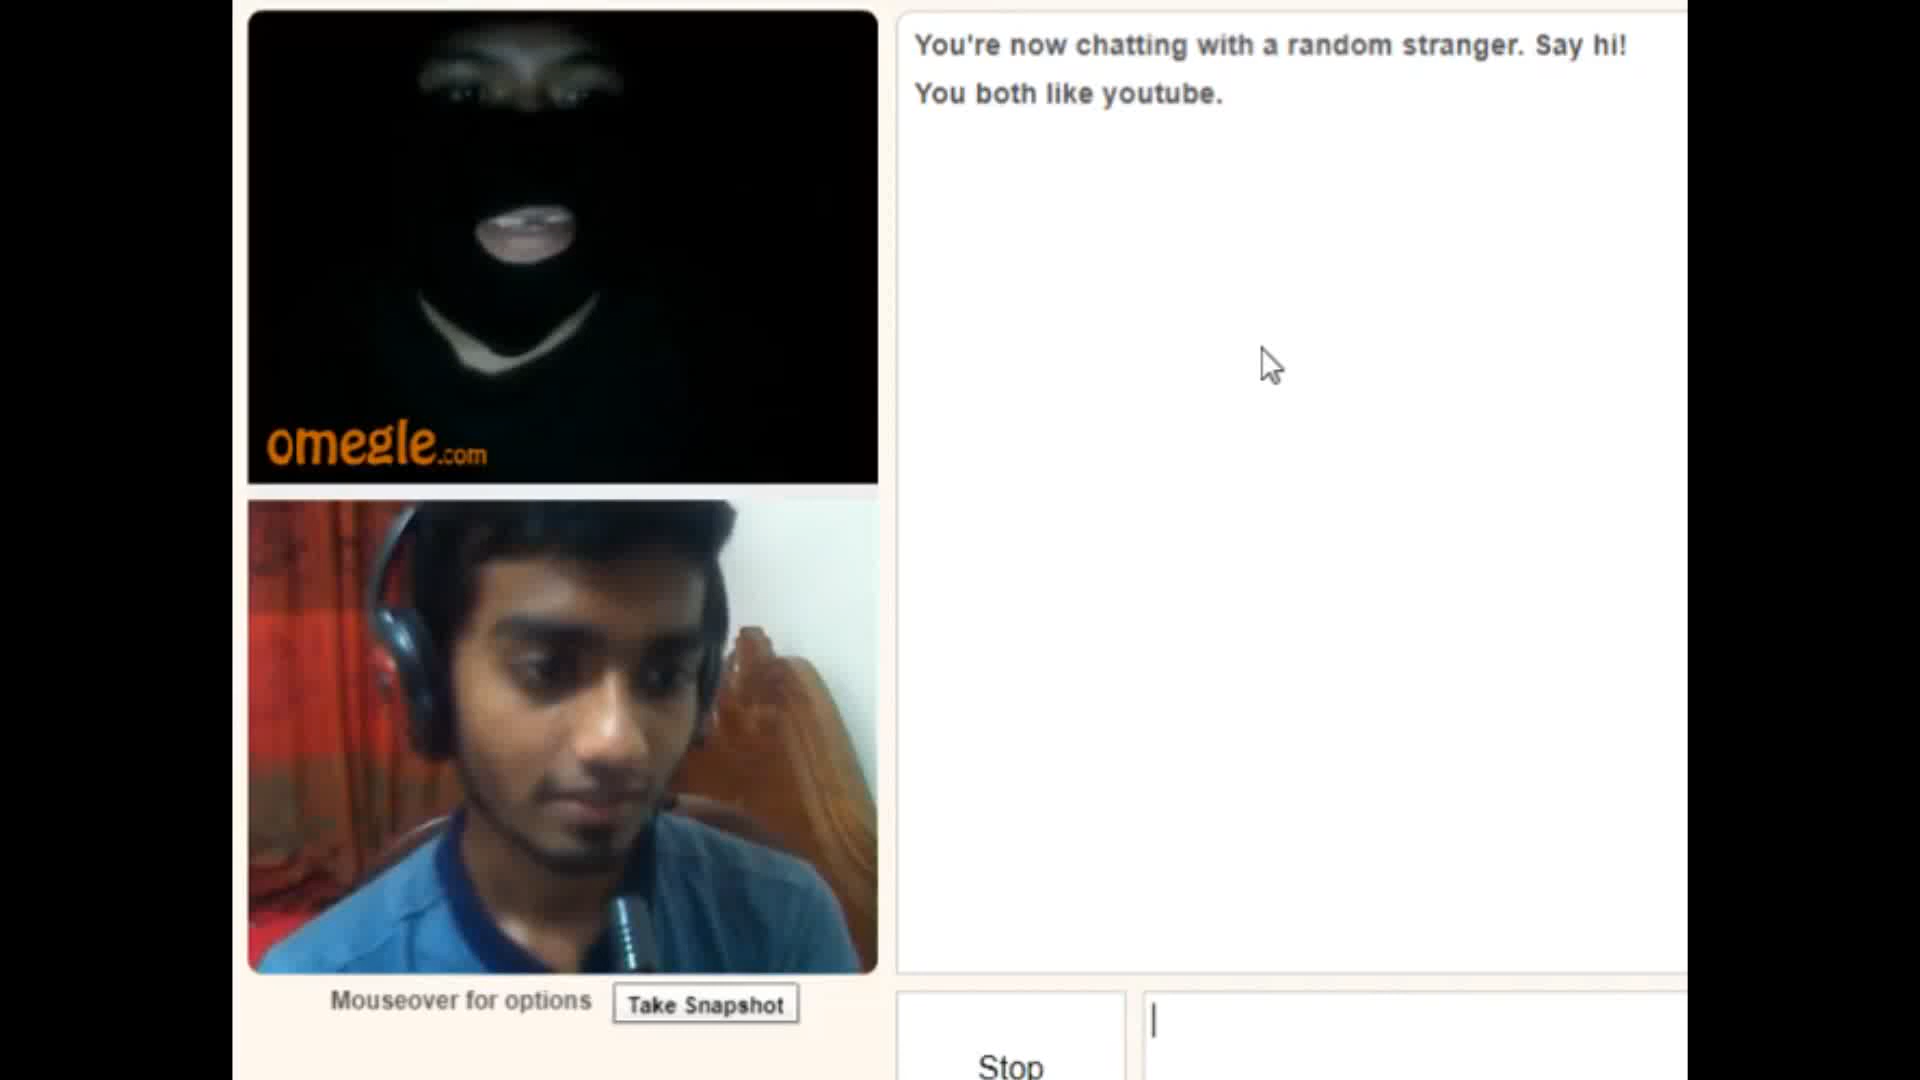 You're now chatting with a random stranger. Say hi!
You both like youtube.
omegle.com
Mouseover for options
Take Snapshot
Stop